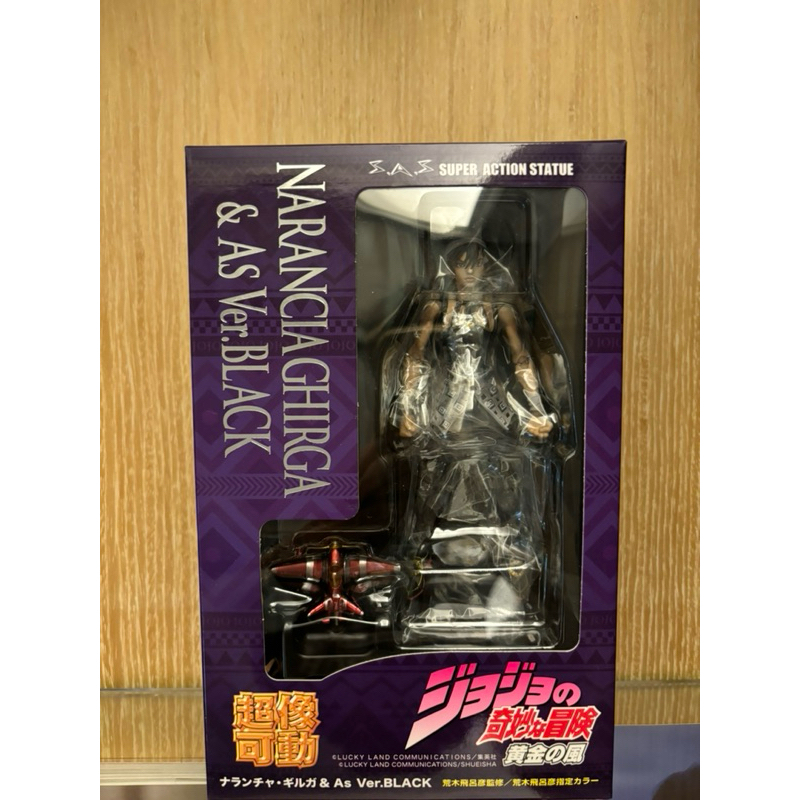 S.A.S SUPER ACTION STATUE
NARANCIA GHIRGA
& AS Ver.BLACK
超像
可動
ジョジョの
奇妙な冒険
黄金の風
©LUCKY LAND COMMUNICATIONS/集英社
©LUCKY LAND COMMUNICATIONS/SHUEISHA
ナランチャ・ギルガ & As Ver.BLACK 荒木飛呂彦監修/荒木飛呂彦指定カラー